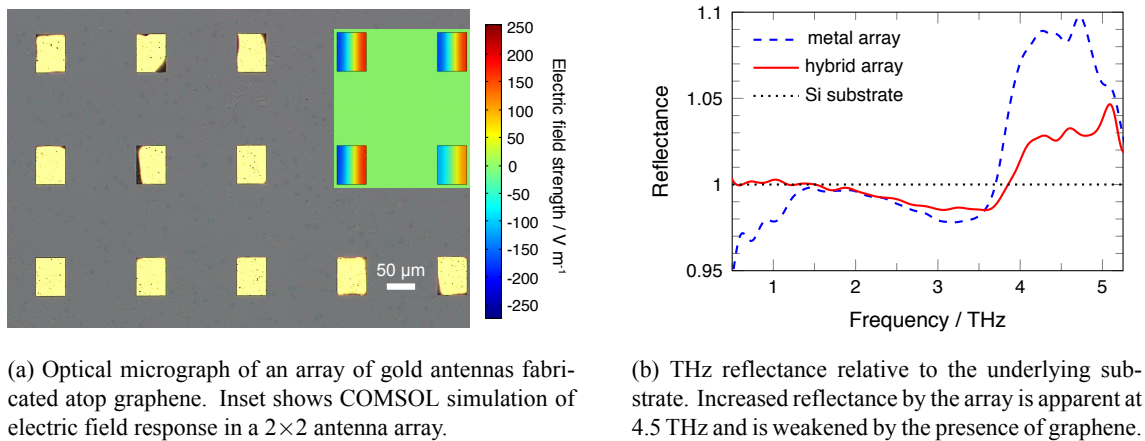 250
200
150
100
50
0
-50
-100
-150
-200
-250
Electric field strength / V m⁻¹
50 µm
(a) Optical micrograph of an array of gold antennas fabri-
cated atop graphene. Inset shows COMSOL simulation of
electric field response in a 2×2 antenna array.
1.1
1.05
1
0.95
Reflectance
metal array
hybrid array
Si substrate
1 2 3 4 5
Frequency / THz
(b) THz reflectance relative to the underlying sub-
strate. Increased reflectance by the array is apparent at
4.5 THz and is weakened by the presence of graphene.